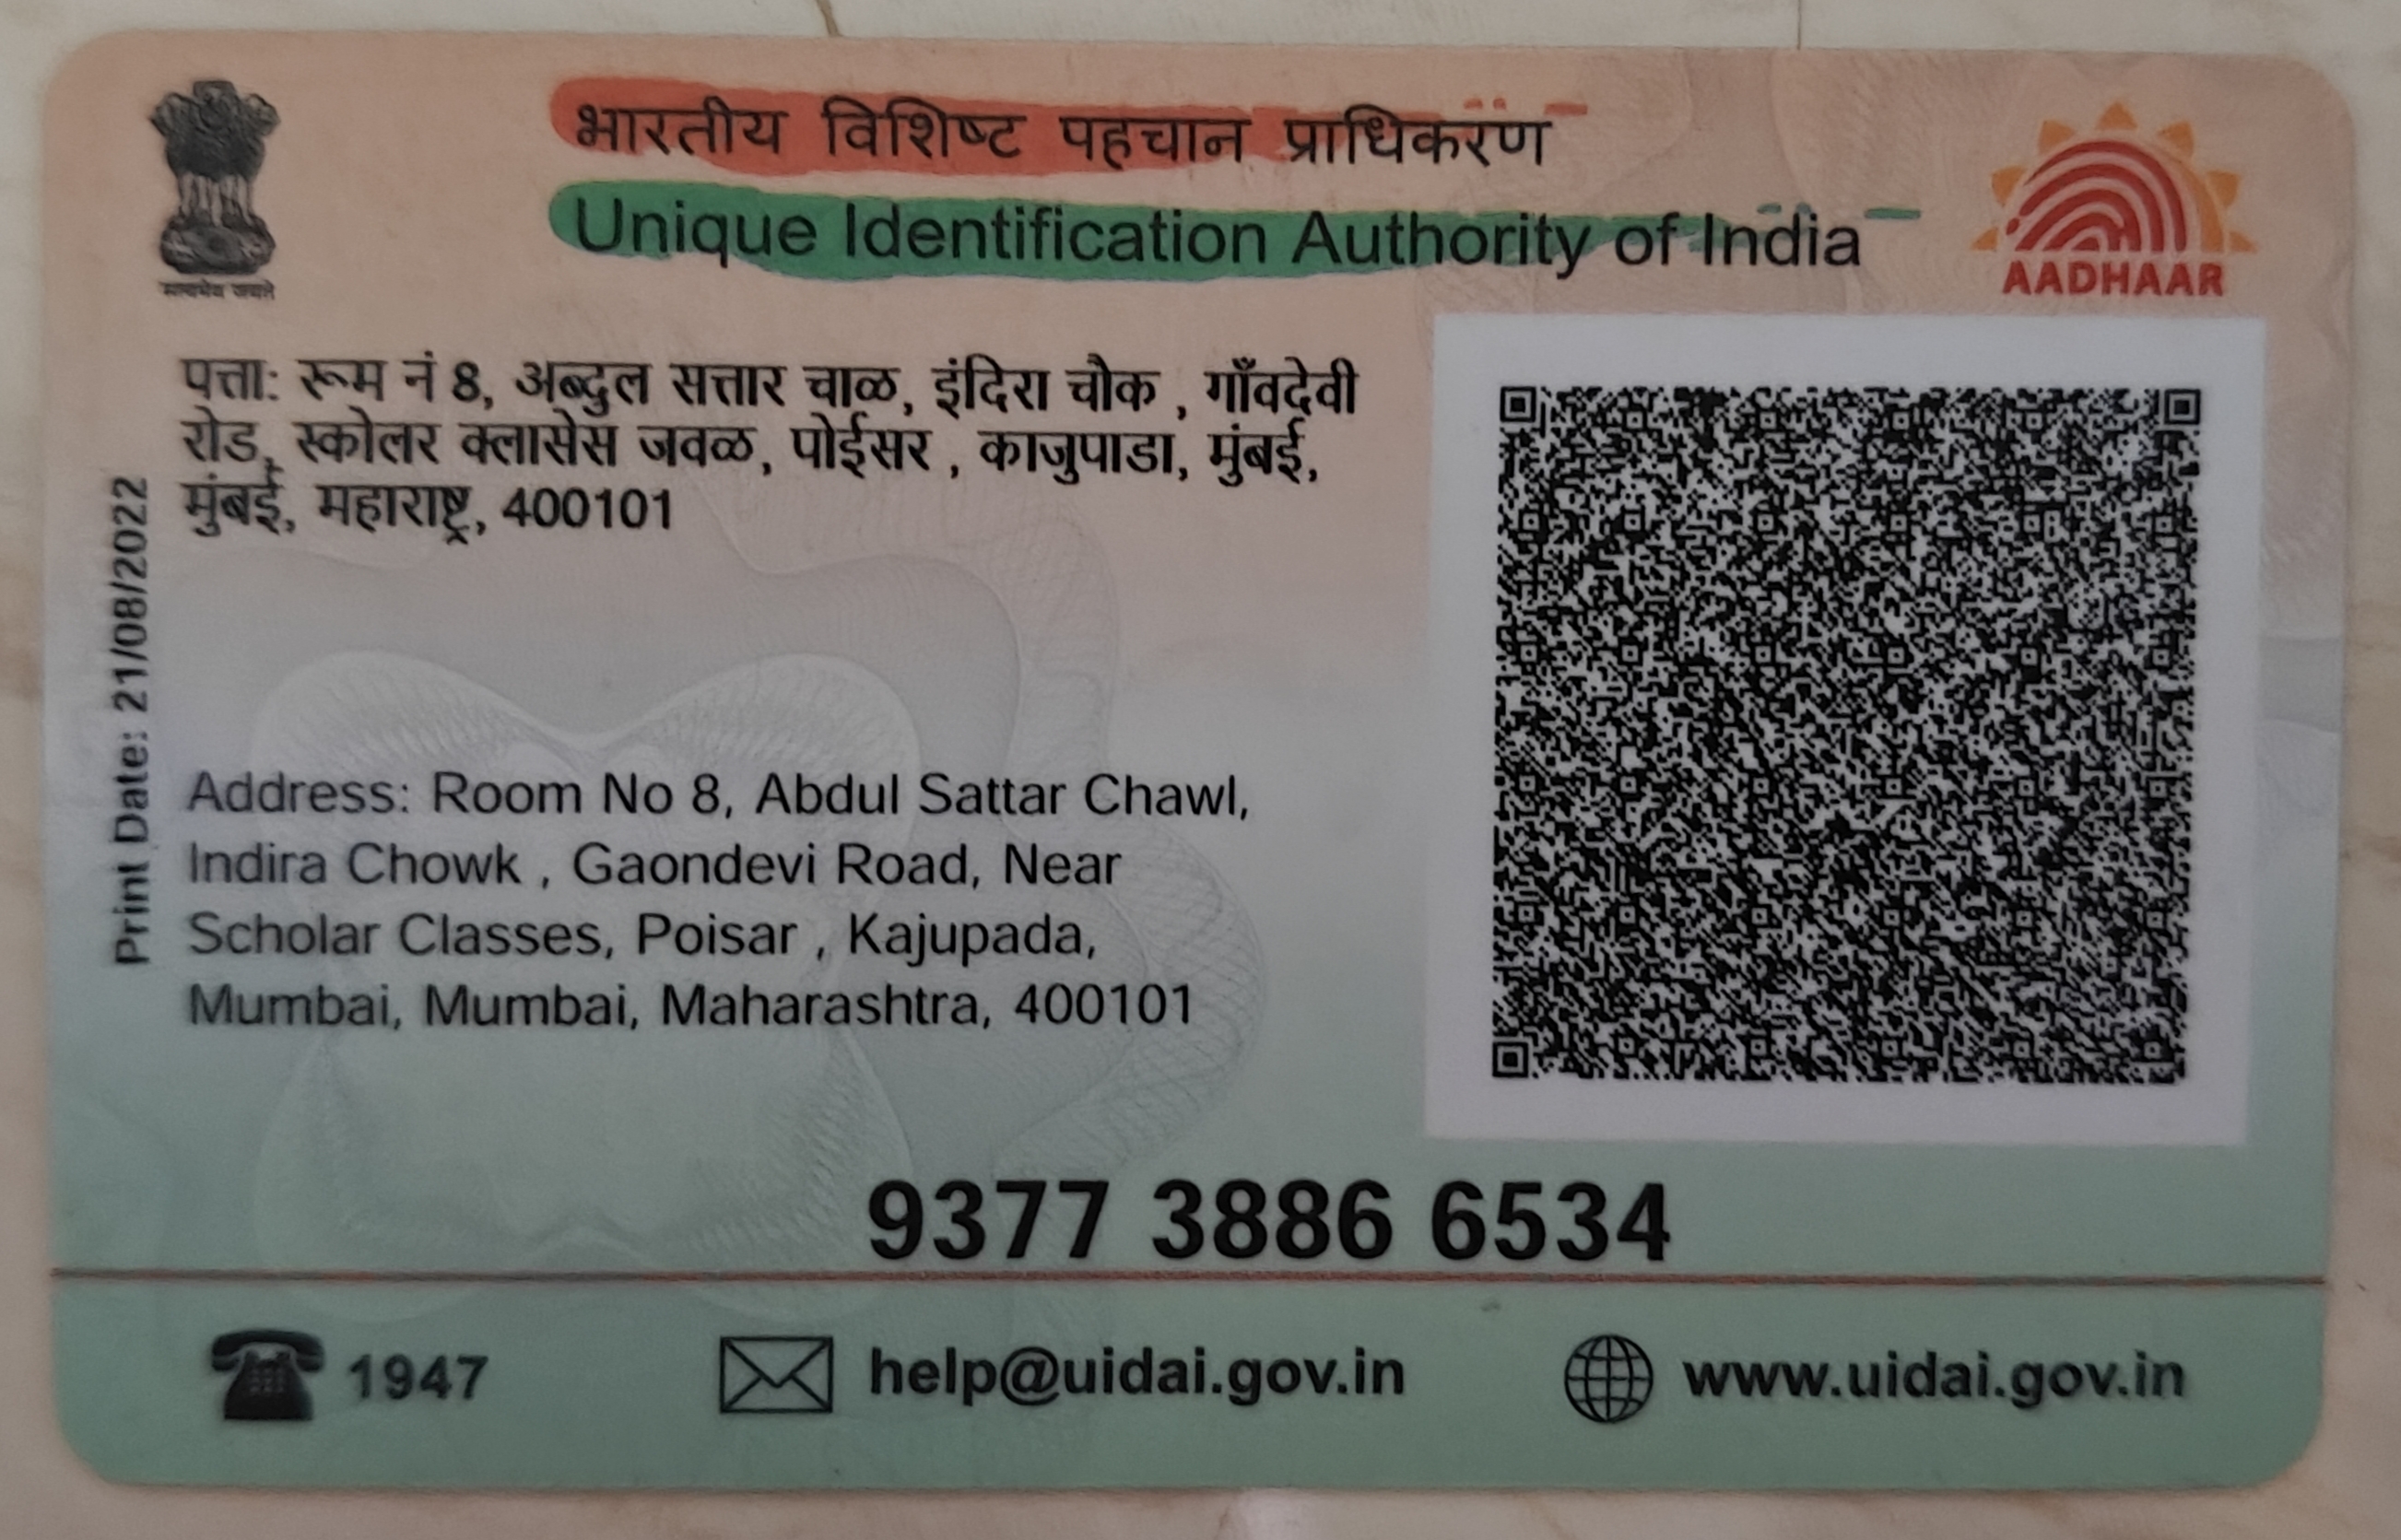 भारतीय विशिष्ट पहचान प्राधिकरण
Unique Identification Authority of India
सत्यमेव जयते
AADHAAR
पत्ता: रूम नं 8, अब्दुल सत्तार चाळ, इंदिरा चौक , गाँवदेवी
रोड, स्कोलर क्लासेस जवळ, पोईसर , काजुपाडा, मुंबई,
मुंबई, महाराष्ट्र, 400101
Print Date: 21/08/2022
Address: Room No 8, Abdul Sattar Chawl,
Indira Chowk , Gaondevi Road, Near
Scholar Classes, Poisar , Kajupada,
Mumbai, Mumbai, Maharashtra, 400101
9377 3886 6534
1947
help@uidai.gov.in
www.uidai.gov.in